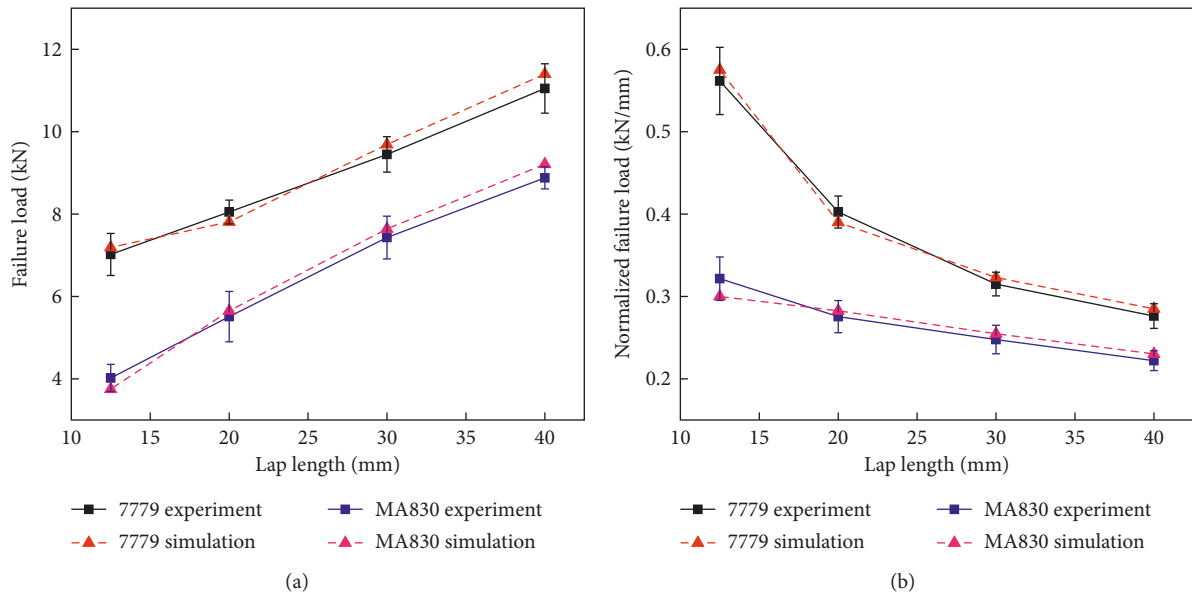 Failure load (kN)
12
10
8
6
4
10 15 20 25 30 35 40
Lap length (mm)
7779 experiment
MA830 experiment
7779 simulation
MA830 simulation
(a)
Normalized failure load (kN/mm)
0.6
0.5
0.4
0.3
0.2
10 15 20 25 30 35 40
Lap length (mm)
7779 experiment
MA830 experiment
7779 simulation
MA830 simulation
(b)